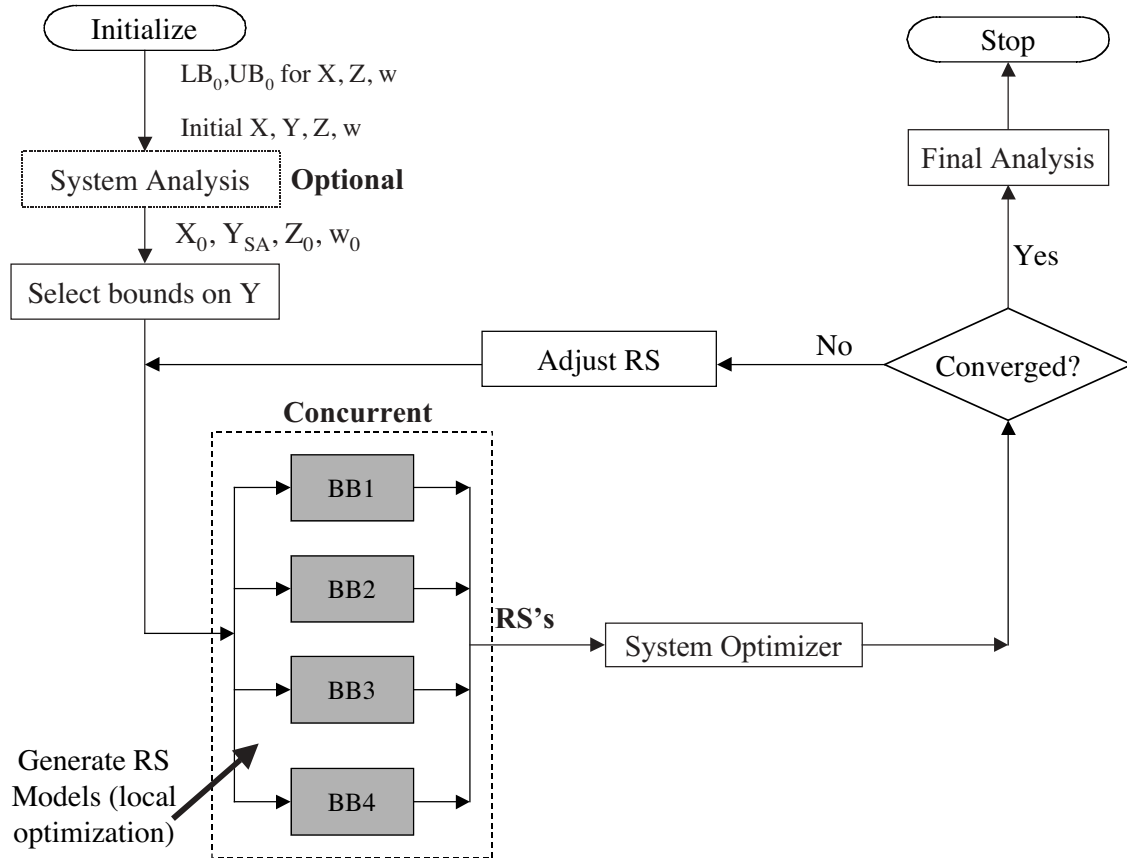 Initialize
LB₀,UB₀ for X, Z, w
Initial X, Y, Z, w
System Analysis
Optional
X₀, Y_SA, Z₀, w₀
Select bounds on Y
Stop
Final Analysis
Yes
Converged?
No
Adjust RS
Concurrent
BB1
BB2
BB3
BB4
RS’s
System Optimizer
Generate RS
Models (local
optimization)